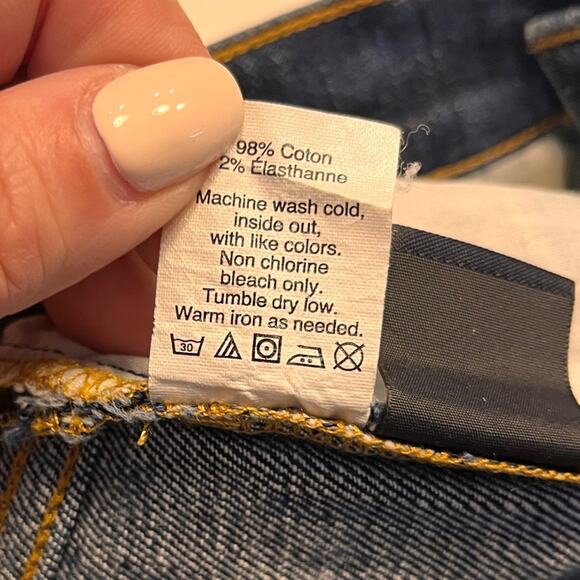 98% Coton
2% Élasthanne
Machine wash cold,
inside out,
with like colors.
Non chlorine
bleach only.
Tumble dry low.
Warm iron as needed.
30